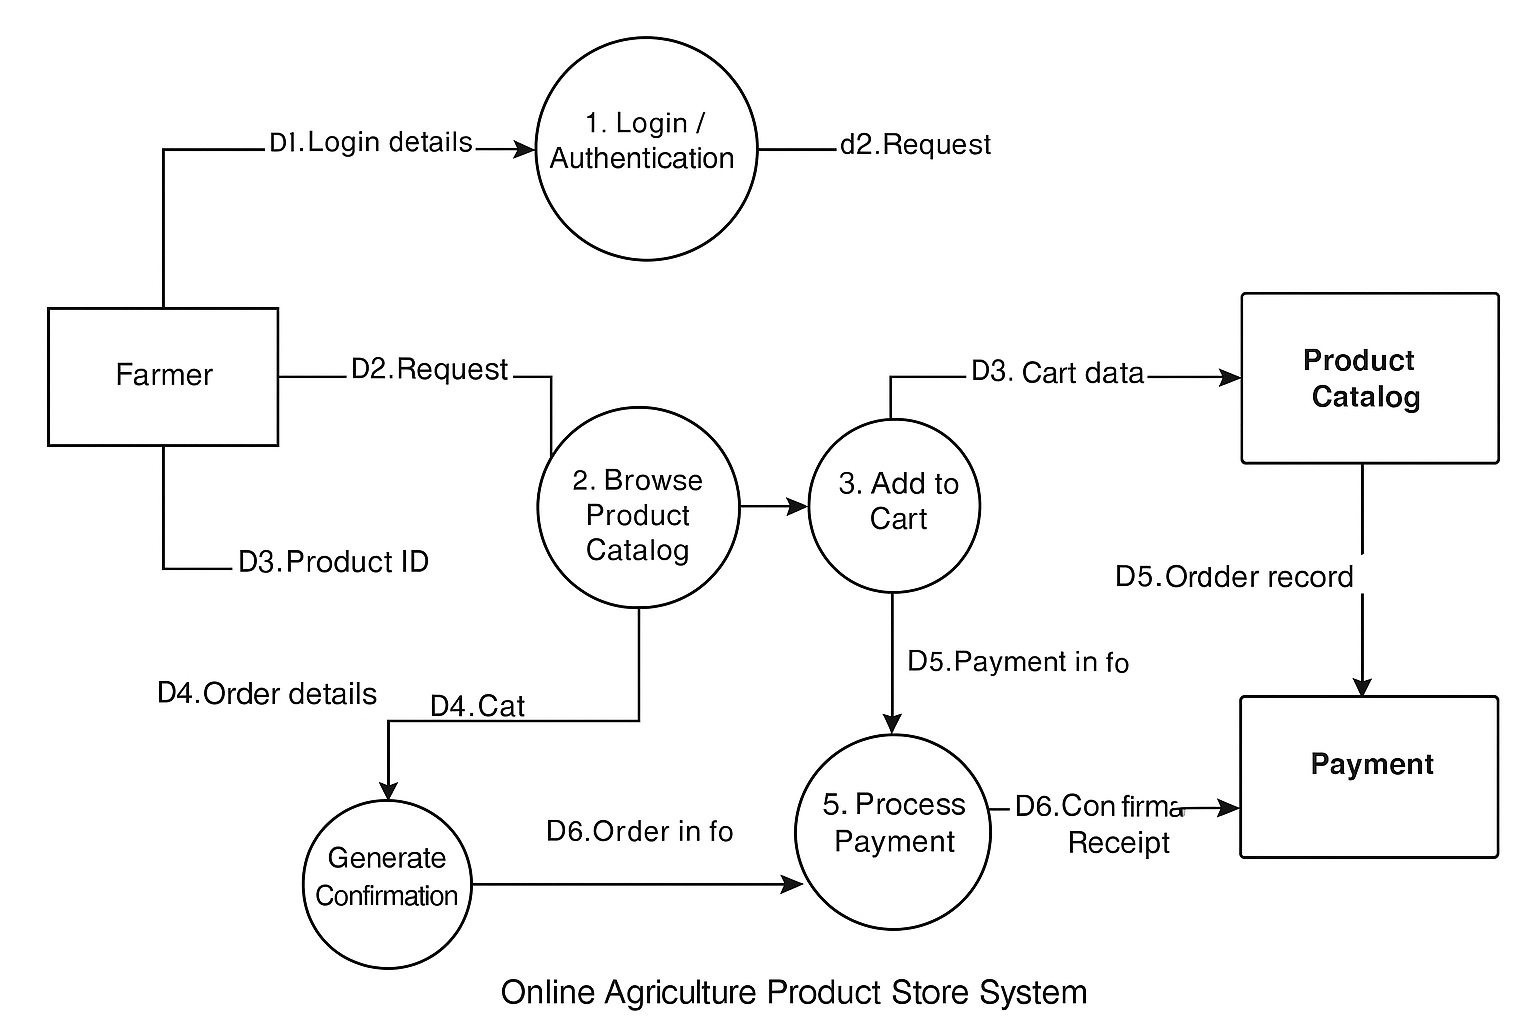 D1.Login details
1. Login /
Authentication
d2.Request
Farmer
D2.Request
D3.Product ID
2. Browse
Product
Catalog
3. Add to
Cart
D3. Cart data
Product
Catalog
D5.Ordder record
D5.Payment in fo
D4.Order details
D4.Cat
Generate
Confirmation
D6.Order in fo
5. Process
Payment
D6.Con firma
Receipt
Payment
Online Agriculture Product Store System